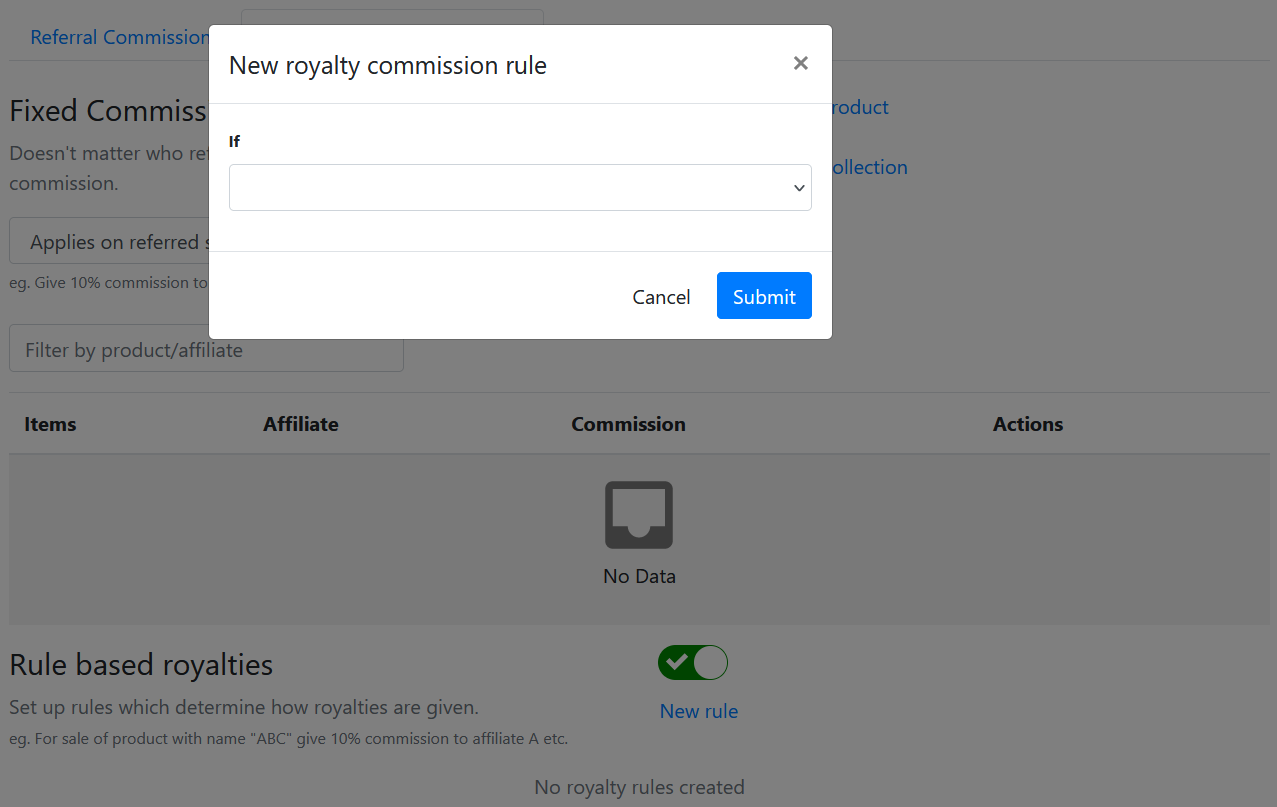 Referral Commission
New royalty commission rule
×
Fixed Commiss
roduct
If
Doesn't matter who ref
commission.
ollection
Applies on referred s
eg. Give 10% commission to
Cancel
Submit
Filter by product/affiliate
Items Affiliate Commission Actions
No Data
Rule based royalties
Set up rules which determine how royalties are given.
New rule
eg. For sale of product with name "ABC" give 10% commission to affiliate A etc.
No royalty rules created